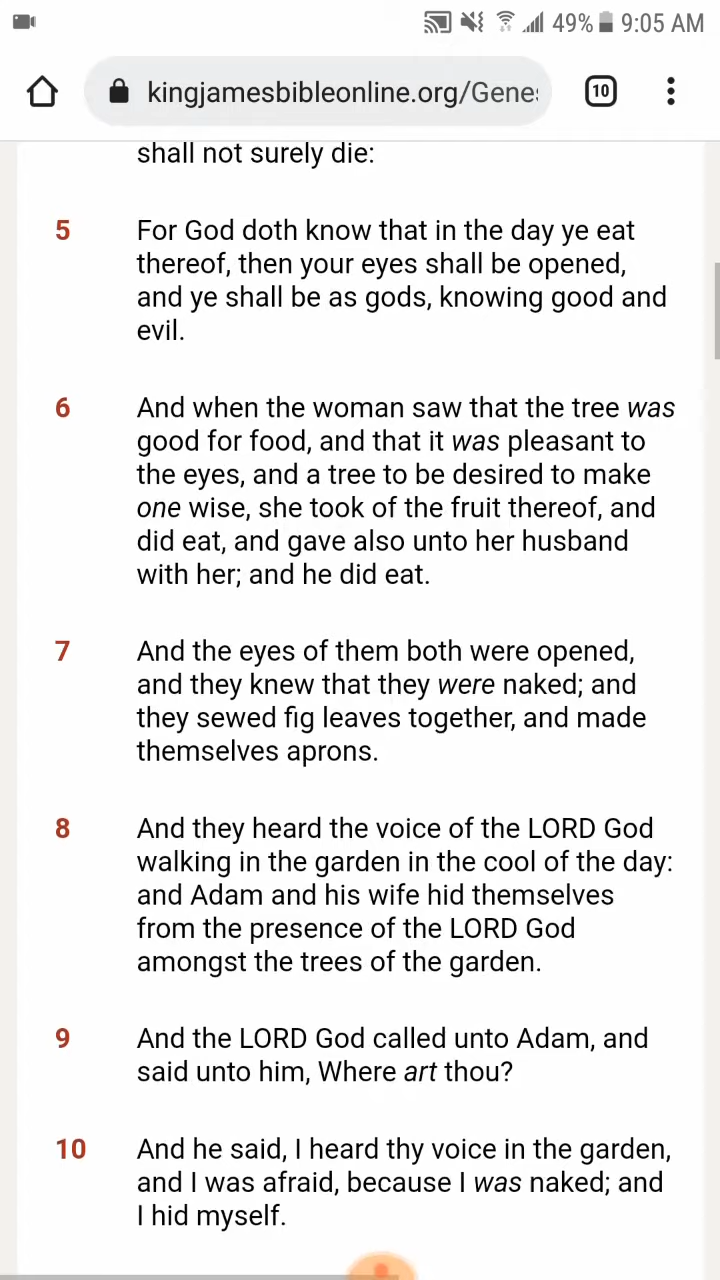 49% 9:05 AM
kingjamesbibleonline.org/Gene
10
shall not surely die:
5 For God doth know that in the day ye eat
thereof, then your eyes shall be opened,
and ye shall be as gods, knowing good and
evil.
6 And when the woman saw that the tree was
good for food, and that it was pleasant to
the eyes, and a tree to be desired to make
one wise, she took of the fruit thereof, and
did eat, and gave also unto her husband
with her; and he did eat.
7 And the eyes of them both were opened,
and they knew that they were naked; and
they sewed fig leaves together, and made
themselves aprons.
8 And they heard the voice of the LORD God
walking in the garden in the cool of the day:
and Adam and his wife hid themselves
from the presence of the LORD God
amongst the trees of the garden.
9 And the LORD God called unto Adam, and
said unto him, Where art thou?
10 And he said, I heard thy voice in the garden,
and I was afraid, because I was naked; and
I hid myself.